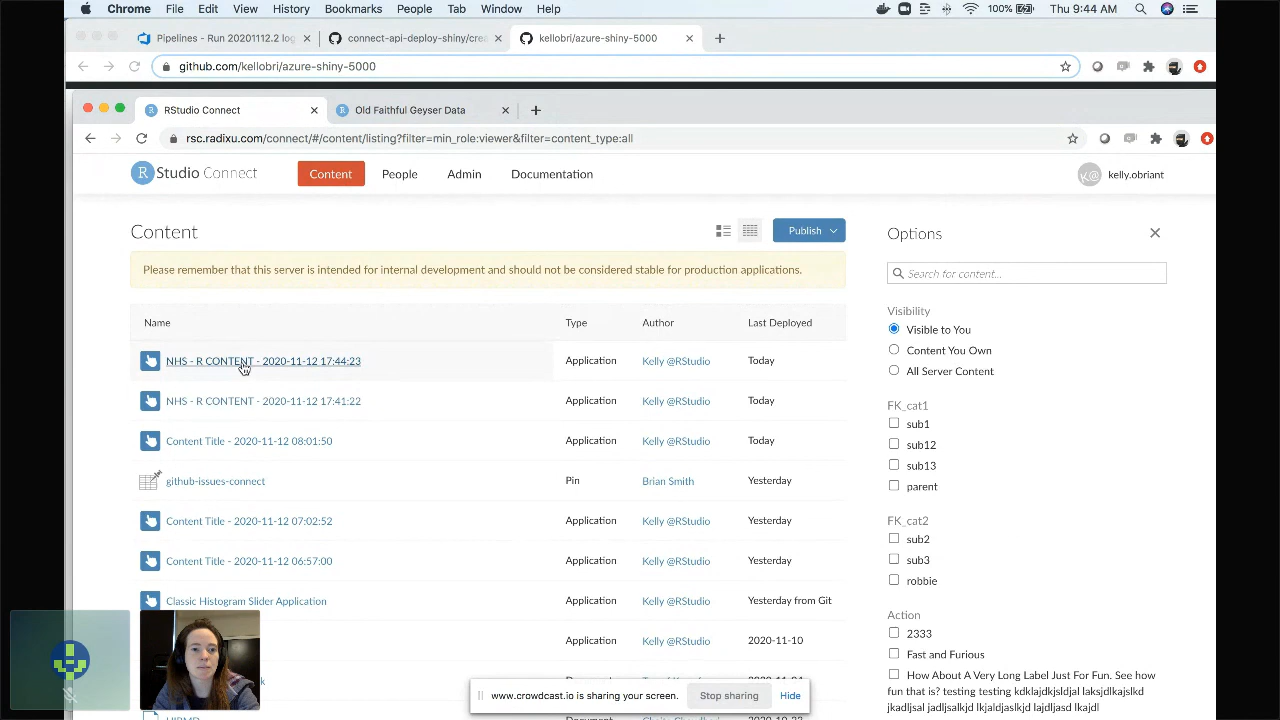 Chrome File Edit View History Bookmarks People Tab Window Help 100% Thu 9:44 AM
Pipelines - Run 20201112.2 log connect-api-deploy-shiny/crea kellobri/azure-shiny-5000
github.com/kellobri/azure-shiny-5000
RStudio Connect Old Faithful Geyser Data
rsc.radixu.com/connect/#/content/listing?filter=min_role:viewer&filter=content_type:all
R Studio Connect Content People Admin Documentation K@ kelly.obriant
Content Publish
Please remember that this server is intended for internal development and should not be considered stable for production applications.
Name Type Author Last Deployed
NHS - R CONTENT - 2020-11-12 17:44:23 Application Kelly @RStudio Today
NHS - R CONTENT - 2020-11-12 17:41:22 Application Kelly @RStudio Today
Content Title - 2020-11-12 08:01:50 Application Kelly @RStudio Today
github-issues-connect Pin Brian Smith Yesterday
Content Title - 2020-11-12 07:02:52 Application Kelly @RStudio Yesterday
Content Title - 2020-11-12 06:57:00 Application Kelly @RStudio Yesterday
Classic Histogram Slider Application Application Kelly @RStudio Yesterday from Git
Application Kelly @RStudio 2020-11-10
Options
Search for content...
Visibility
Visible to You
Content You Own
All Server Content
FK_cat1
sub1
sub12
sub13
parent
FK_cat2
sub2
sub3
robbie
Action
2333
Fast and Furious
How About A Very Long Label Just For Fun. See how
fun that is? testing testing kdklajdkjsldjal laksjdlkajslkd
jkadljsal jadljsalkjd lkjaldjaljsd alkjdaljdlsajdl ljasd lkajdl
www.crowdcast.io is sharing your screen. Stop sharing Hide